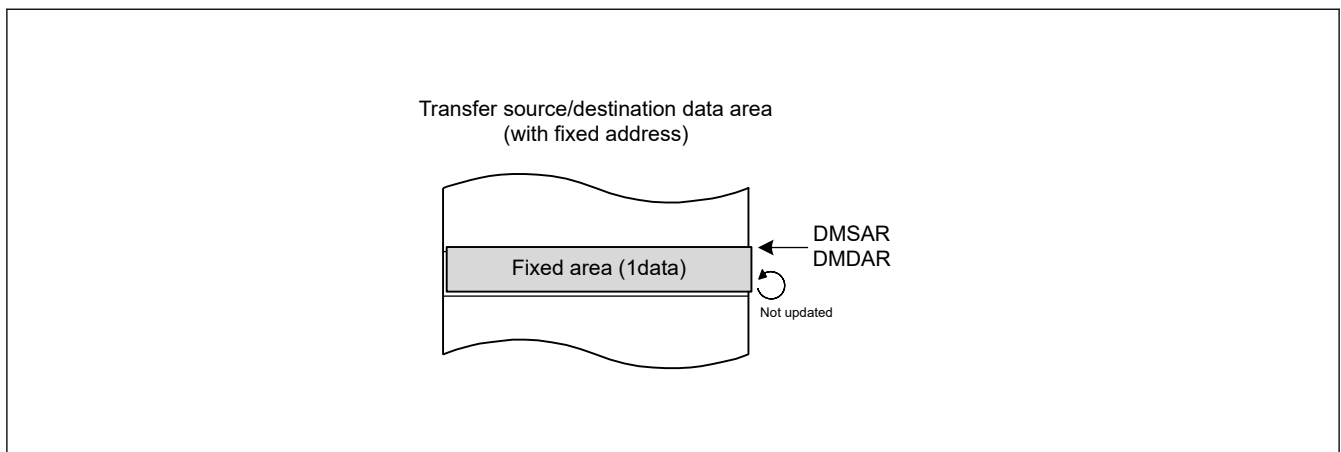 Transfer source/destination data area
(with fixed address)
DMSAR
DMDAR
Fixed area (1data)
Not updated